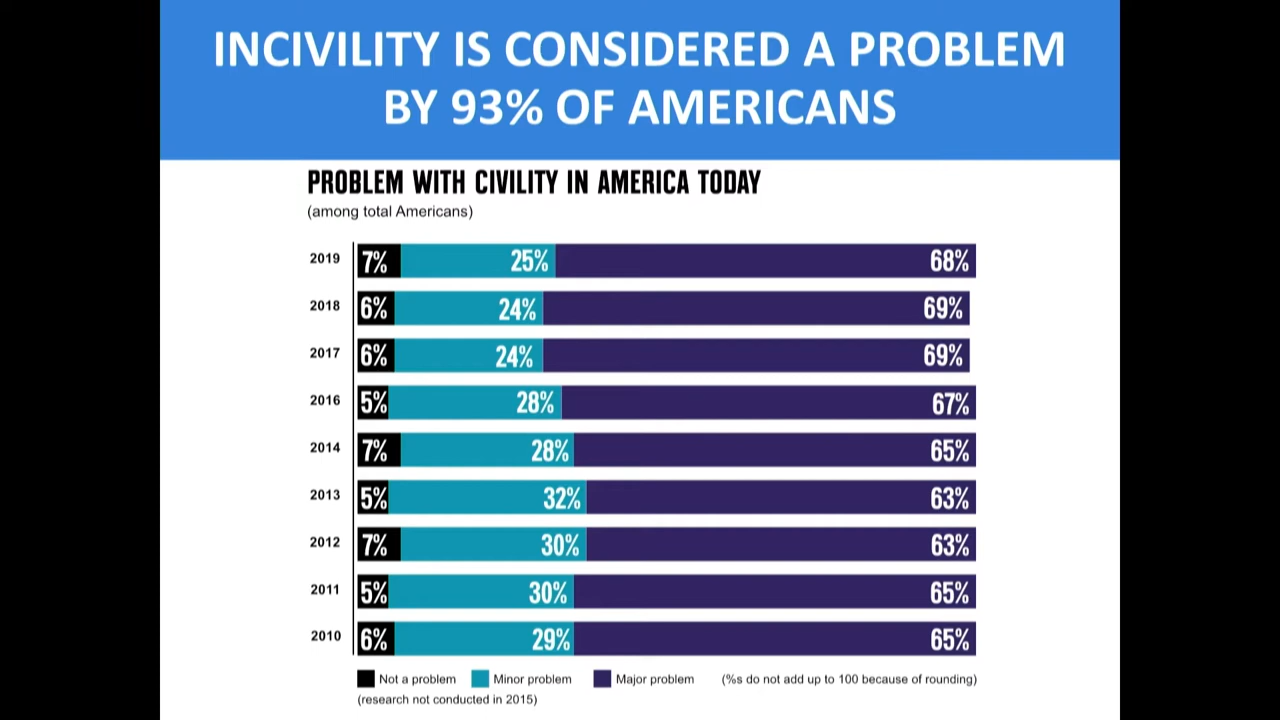 INCIVILITY IS CONSIDERED A PROBLEM
BY 93% OF AMERICANS
PROBLEM WITH CIVILITY IN AMERICA TODAY
(among total Americans)
2019 7% 25% 68%
2018 6% 24% 69%
2017 6% 24% 69%
2016 5% 28% 67%
2014 7% 28% 65%
2013 5% 32% 63%
2012 7% 30% 63%
2011 5% 30% 65%
2010 6% 29% 65%
Not a problem Minor problem Major problem (%s do not add up to 100 because of rounding)
(research not conducted in 2015)